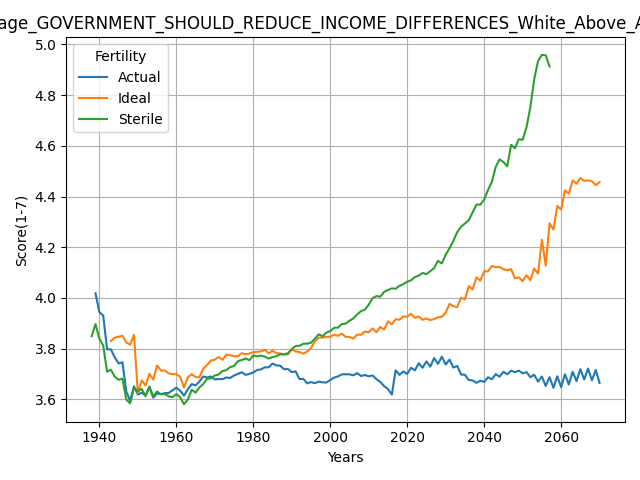 age_GOVERNMENT_SHOULD_REDUCE_INCOME_DIFFERENCES_White_Above_A
Fertility
Actual
Ideal
Sterile
Score(1-7)
5.0
4.8
4.6
4.4
4.2
4.0
3.8
3.6
1940 1960 1980 2000 2020 2040 2060
Years